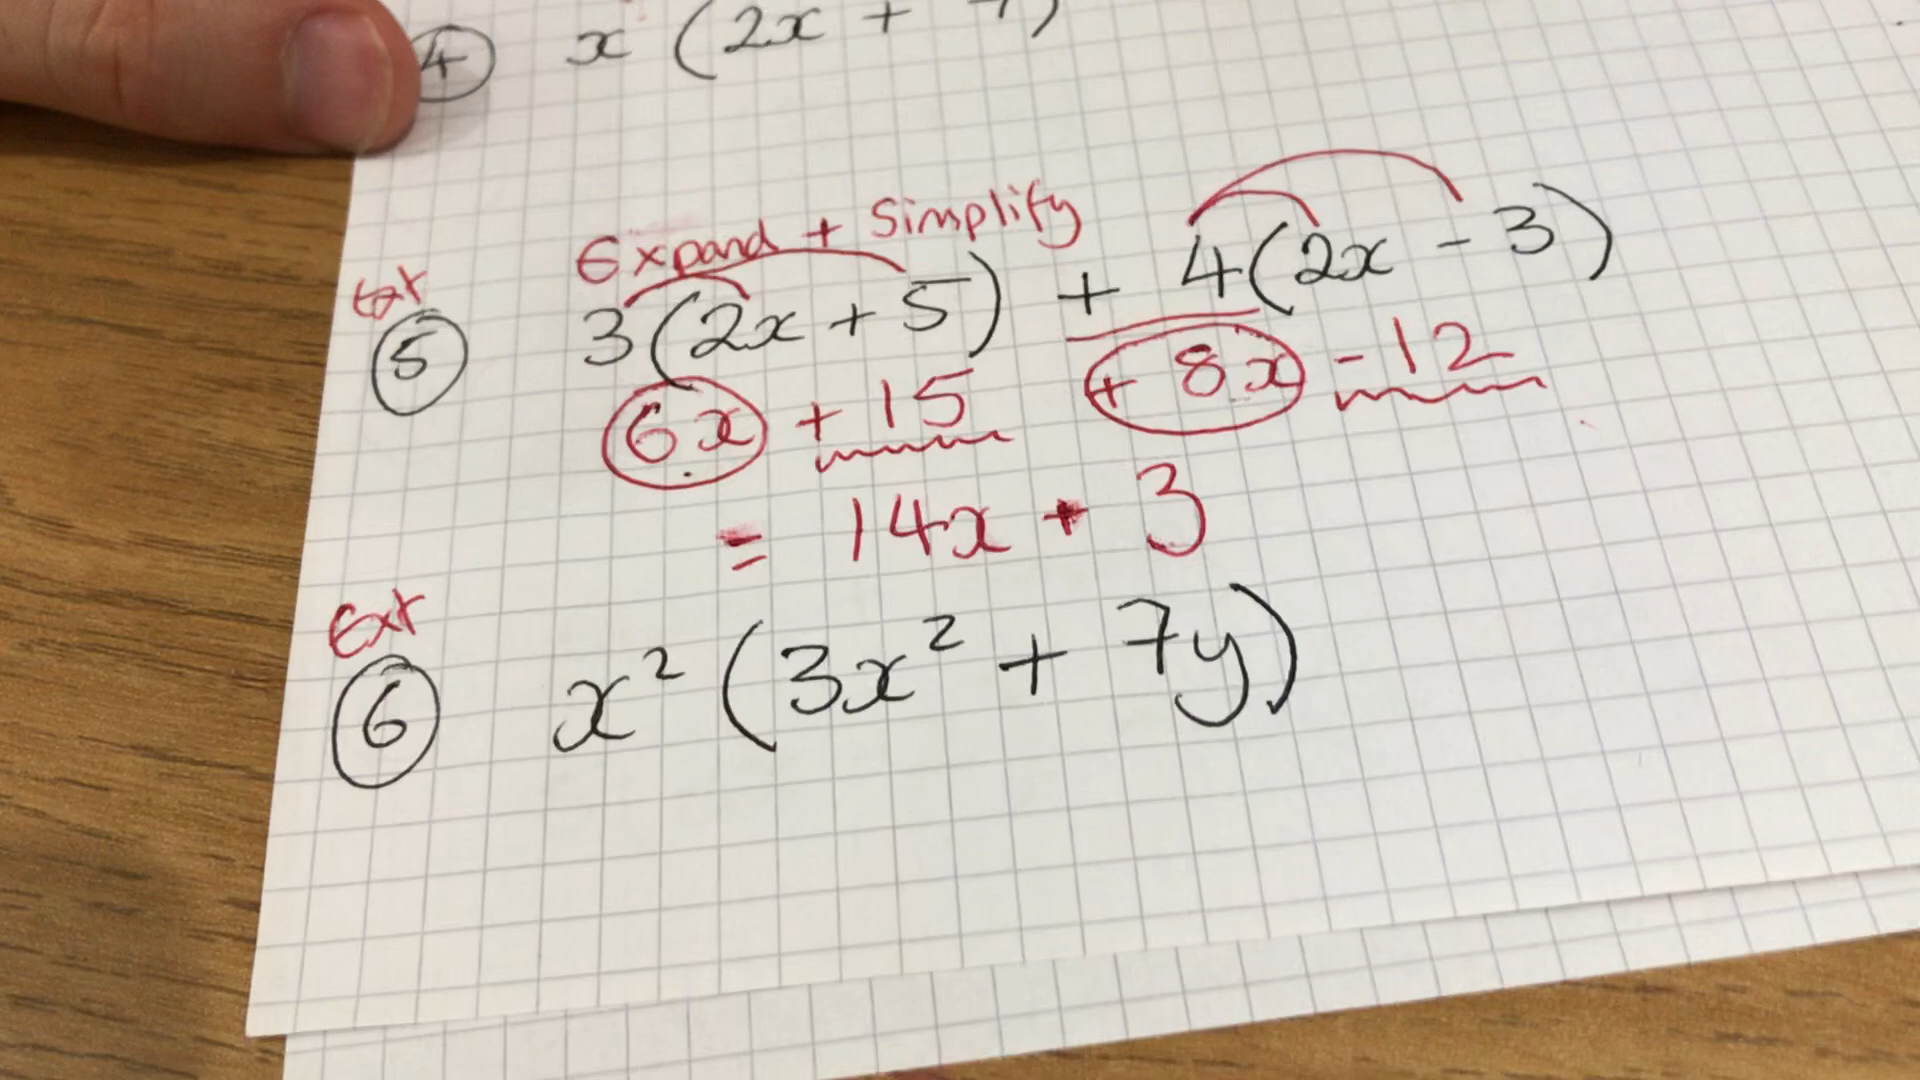 ④ x (2x +
Expand + Simplify
Ext
⑤ 3(2x + 5) + 4(2x - 3)
6x + 15 + 8x - 12
= 14x + 3
Ext
⑥ x² (3x² + 7y)